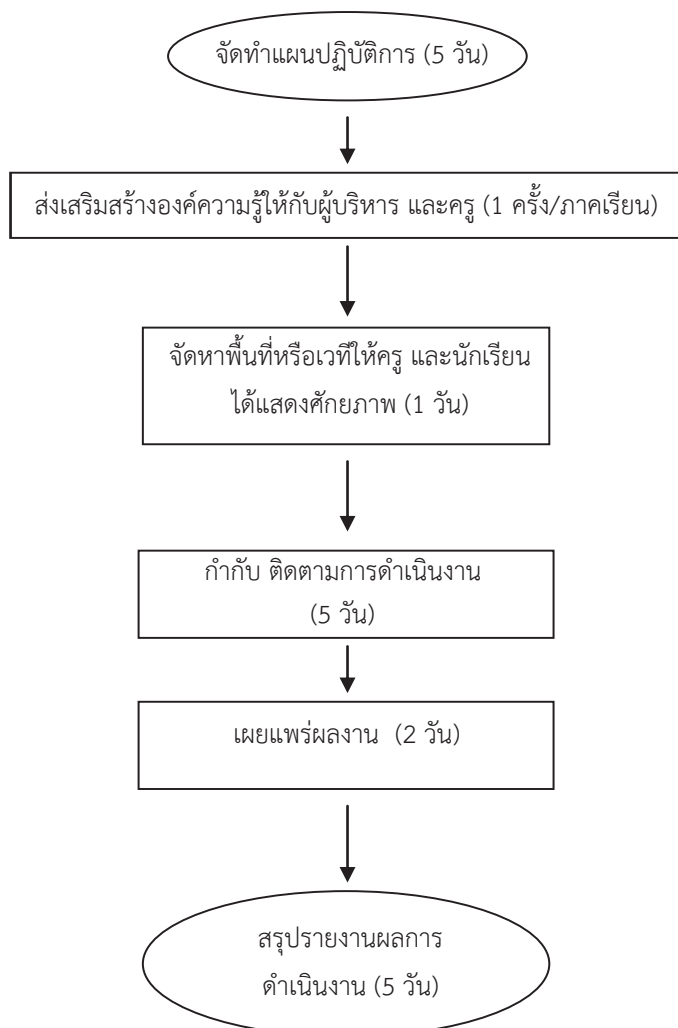 จัดทำแผนปฏิบัติการ (5 วัน)
ส่งเสริมสร้างองค์ความรู้ให้กับผู้บริหาร และครู (1 ครั้ง/ภาคเรียน)
จัดหาพื้นที่หรือเวทีให้ครู และนักเรียน
ได้แสดงศักยภาพ (1 วัน)
กำกับ ติดตามการดำเนินงาน
(5 วัน)
เผยแพร่ผลงาน (2 วัน)
สรุปรายงานผลการ
ดำเนินงาน (5 วัน)